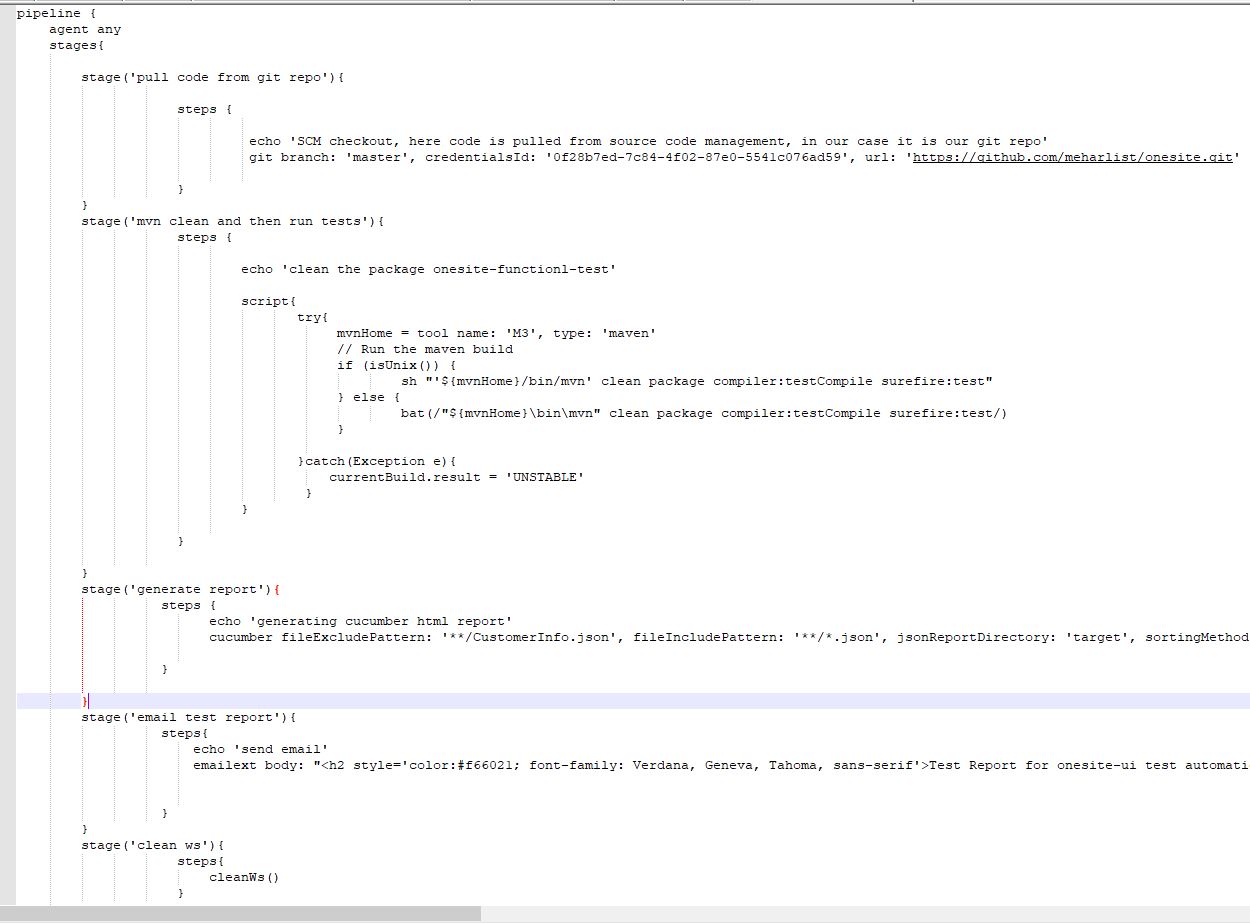 pipeline {
agent any
stages{
stage('pull code from git repo'){
steps {
echo 'SCM checkout, here code is pulled from source code management, in our case it is our git repo'
git branch: 'master', credentialsId: '0f28b7ed-7c84-4f02-87e0-5541c076ad59', url: 'https://github.com/meharlist/onesite.git'
}
}
stage('mvn clean and then run tests'){
steps {
echo 'clean the package onesite-functionl-test'
script{
try{
mvnHome = tool name: 'M3', type: 'maven'
// Run the maven build
if (isUnix()) {
sh "'${mvnHome}/bin/mvn' clean package compiler:testCompile surefire:test"
} else {
bat(/"${mvnHome}\bin\mvn" clean package compiler:testCompile surefire:test/)
}
}catch(Exception e){
currentBuild.result = 'UNSTABLE'
}
}
}
}
stage('generate report'){
steps {
echo 'generating cucumber html report'
cucumber fileExcludePattern: '**/CustomerInfo.json', fileIncludePattern: '**/*.json', jsonReportDirectory: 'target', sortingMethod
}
}
stage('email test report'){
steps{
echo 'send email'
emailext body: "<h2 style='color:#f66021; font-family: Verdana, Geneva, Tahoma, sans-serif'>Test Report for onesite-ui test automati
}
}
stage('clean ws'){
steps{
cleanWs()
}